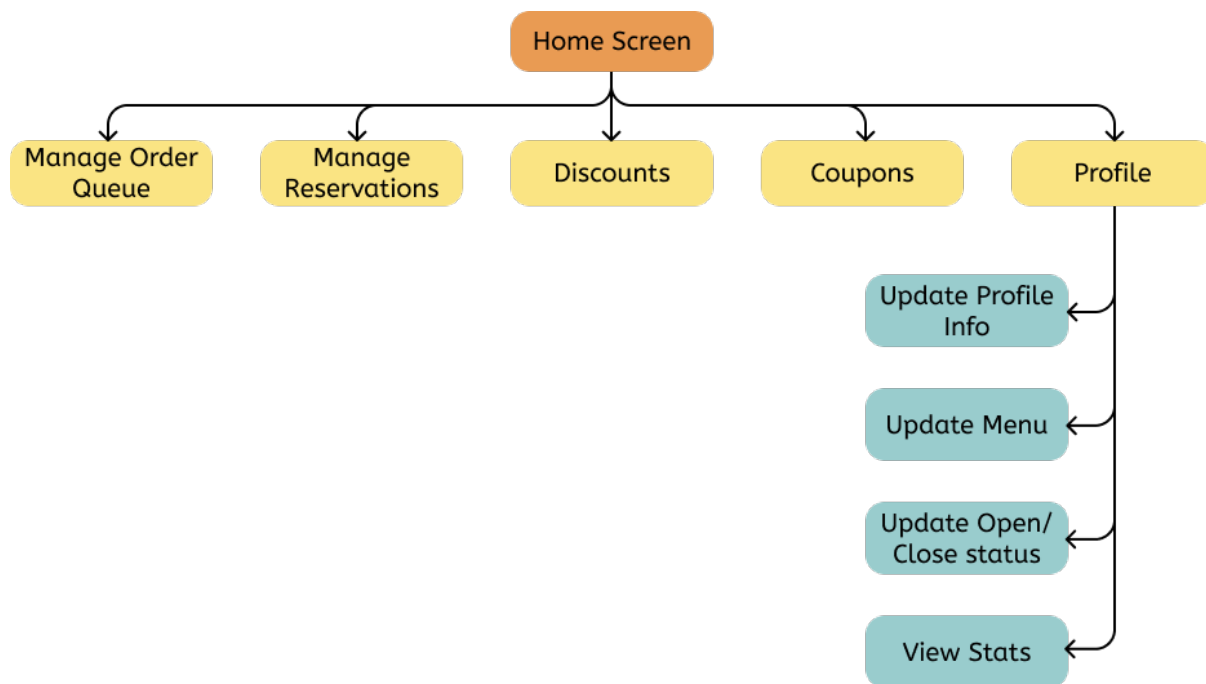 Home Screen
Manage Order
Queue
Manage
Reservations
Discounts
Coupons
Profile
Update Profile
Info
Update Menu
Update Open/
Close status
View Stats